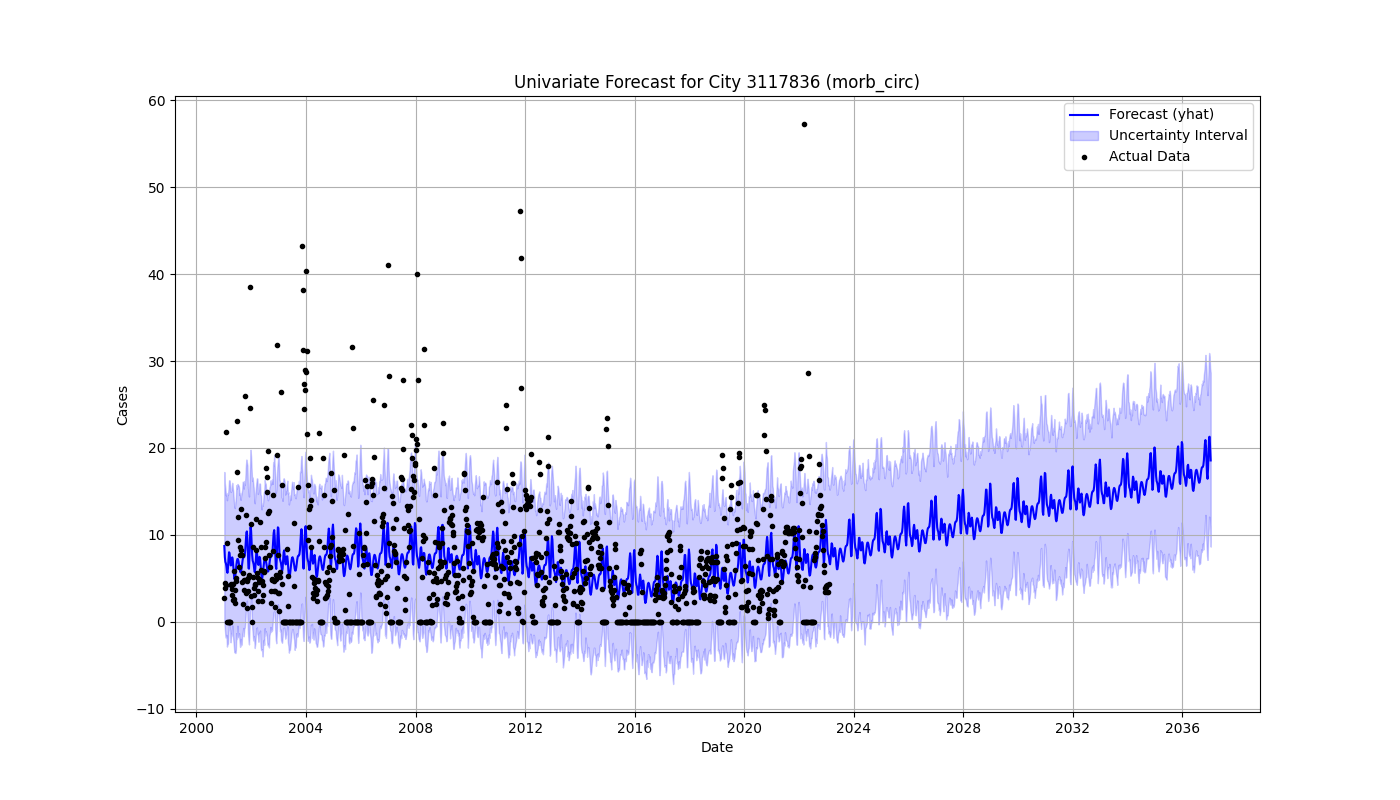 Univariate Forecast for City 3117836 (morb_circ)
Forecast (yhat)
Uncertainty Interval
Actual Data
60
50
40
30
20
10
0
−10
Cases
2000 2004 2008 2012 2016 2020 2024 2028 2032 2036
Date